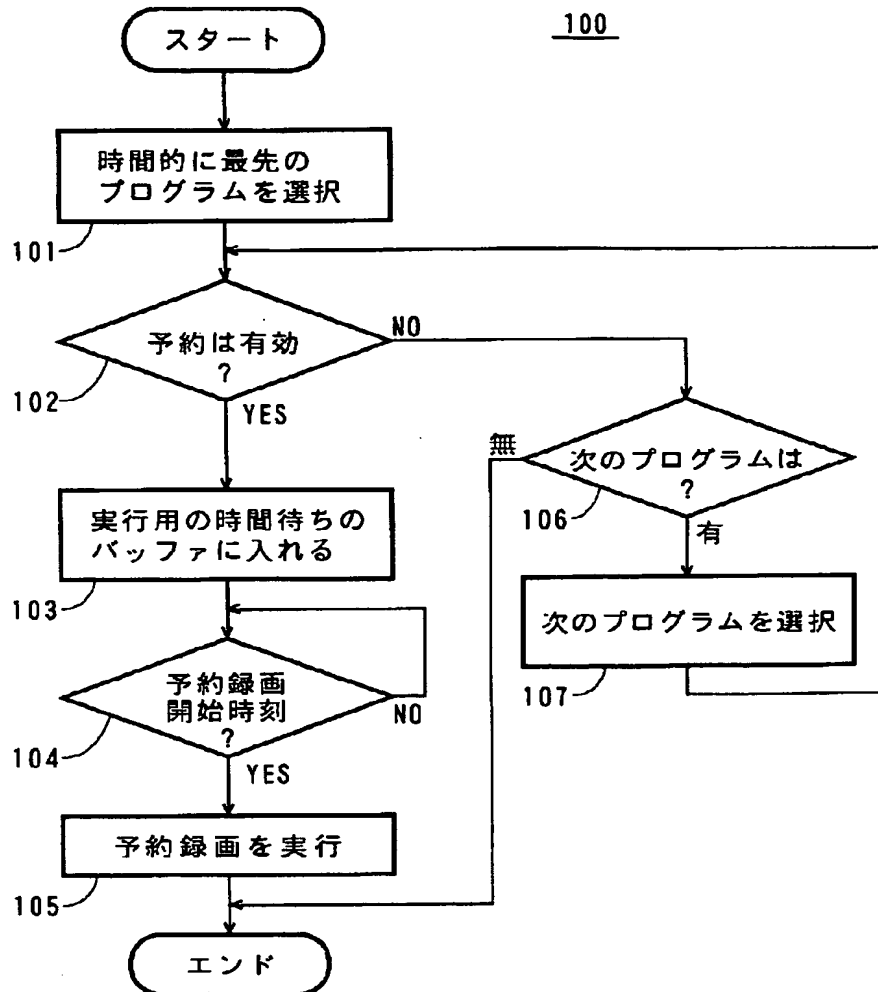 100
スタート
時間的に最先の
プログラムを選択
101
予約は有効
?
NO
102
YES
無
次のプログラムは
?
106
有
実行用の時間待ちの
バッファに入れる
103
次のプログラムを選択
107
予約録画
開始時刻
?
NO
104
YES
予約録画を実行
105
エンド